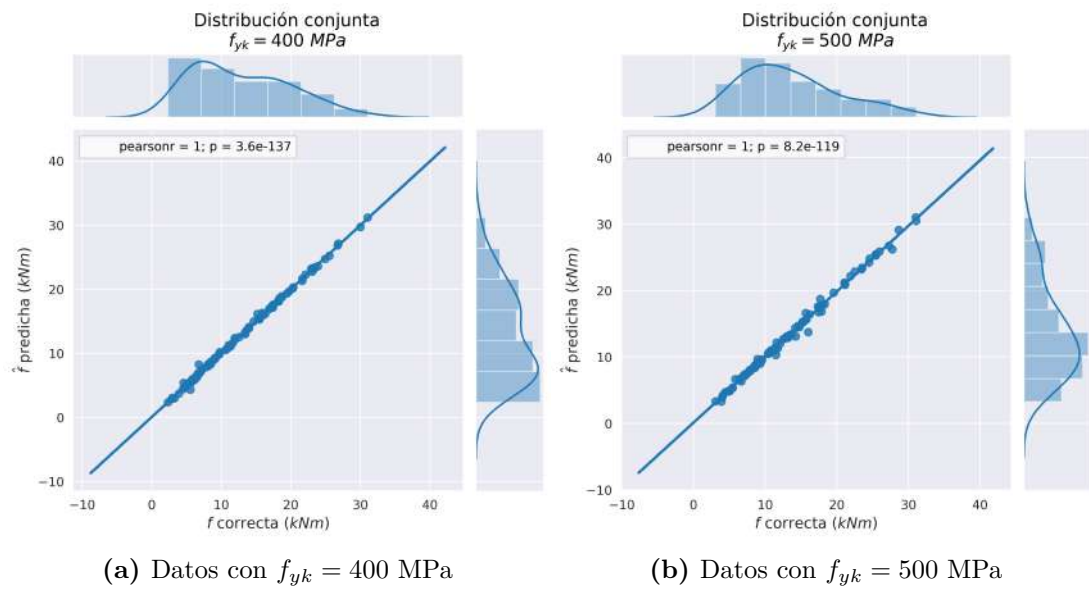 Distribución conjunta
f_yk = 400 MPa
pearsonr = 1; p = 3.6e-137
40
30
20
10
0
−10
f̂ predicha (kNm)
−10 0 10 20 30 40
f correcta (kNm)
(a) Datos con f_yk = 400 MPa
Distribución conjunta
f_yk = 500 MPa
pearsonr = 1; p = 8.2e-119
40
30
20
10
0
−10
f̂ predicha (kNm)
−10 0 10 20 30 40
f correcta (kNm)
(b) Datos con f_yk = 500 MPa